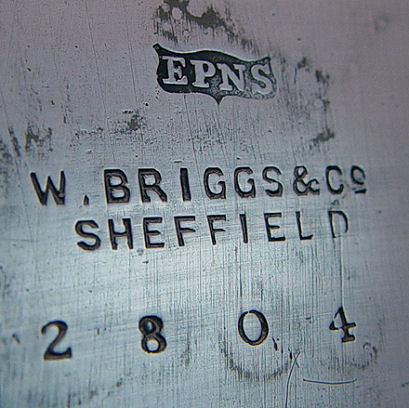 EPNS
W. BRIGGS & Co
SHEFFIELD
2804